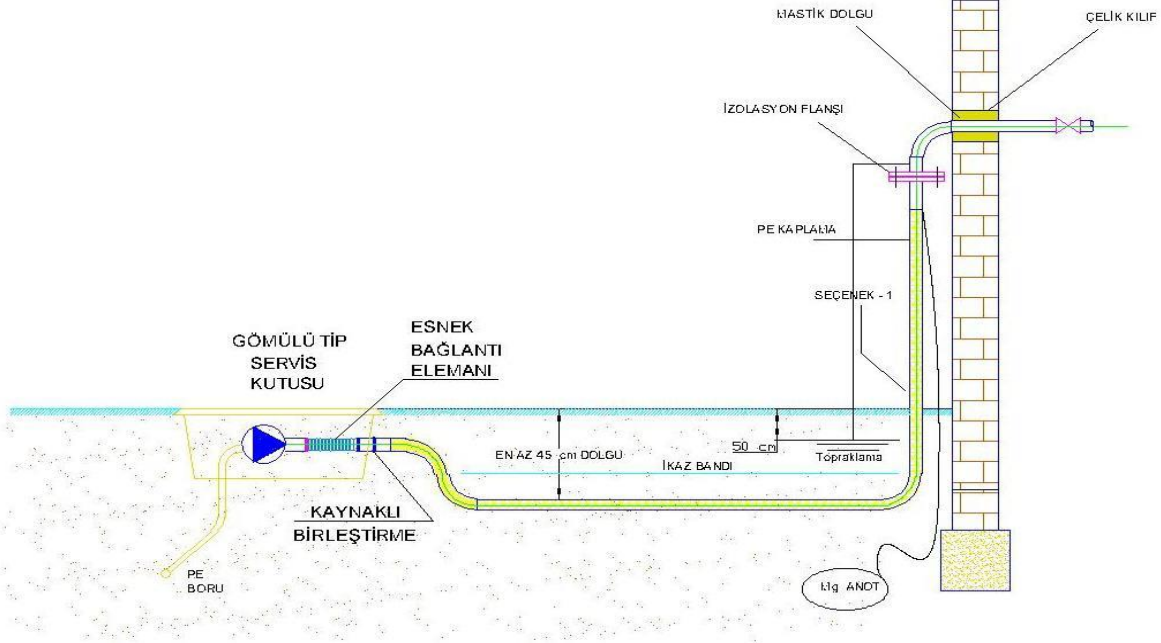 MASTİK DOLGU
ÇELİK KILIF
İZOLASYON FLANŞI
PE KAPLAMA
SEÇENEK - 1
GÖMÜLÜ TİP
SERVİS
KUTUSU
ESNEK
BAĞLANTI
ELEMANI
EN AZ 45 cm DOLGU
50 cm
Topraklama
İKAZ BANDI
KAYNAKLI
BİRLEŞTİRME
PE
BORU
Mg ANOT